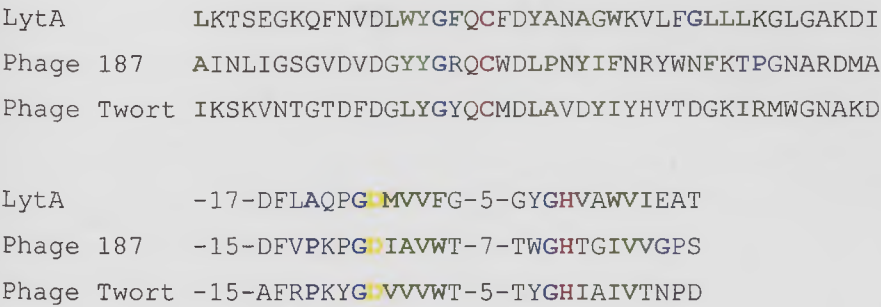 LytA LKTSEGKQFNVDLWYGFQCFDYANAGWKVLFGLLLKGLGAKDI
Phage 187 AINLIGSGVDVDGYYGRQCWDLPNYIFNRYWNFKTPGNARDMA
Phage Twort IKSKVNTGTDFDGLYGYQCMDLAVDYIYHVTDGKIRMWGNAKD
LytA -17-DFLAQPGDMVVFG-5-GYGHVAWVIEAT
Phage 187 -15-DFVPKPGDIAVWT-7-TWGHTGIVVGPS
Phage Twort -15-AFRPKYGDVVVWT-5-TYGHIAIVTNPD